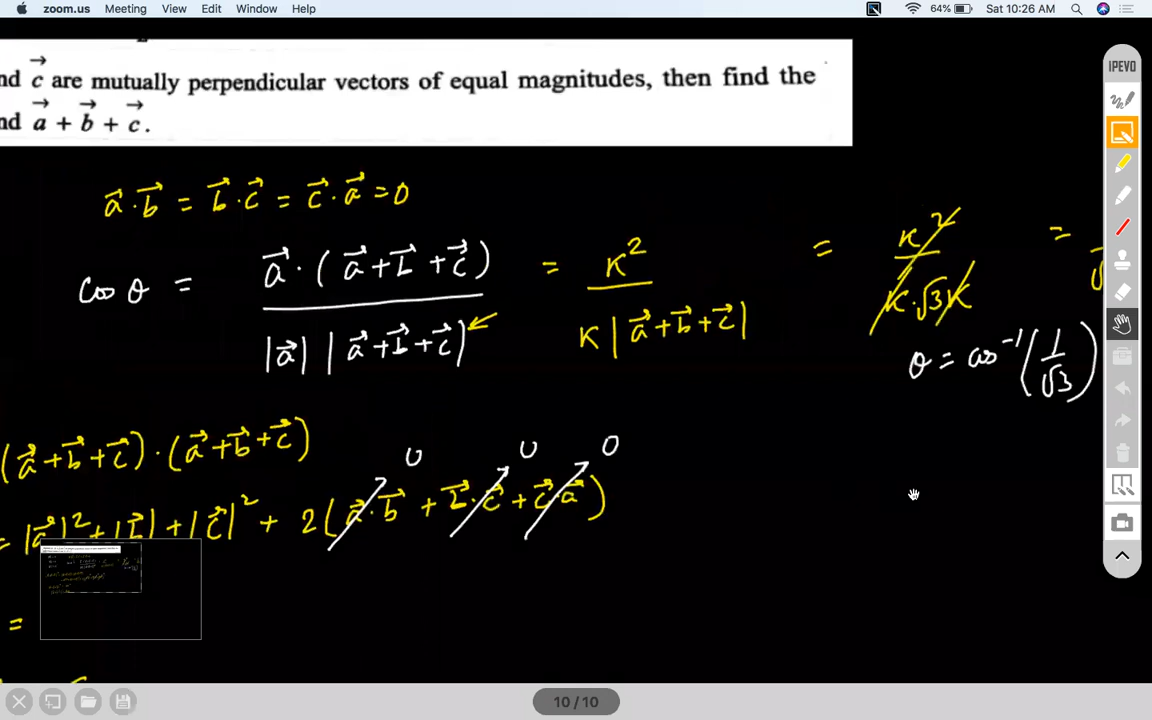 zoom.us Meeting View Edit Window Help 64% Sat 10:26 AM
IPEVO
nd c⃗ are mutually perpendicular vectors of equal magnitudes, then find the
nd a⃗ + b⃗ + c⃗.
a⃗·b⃗ = b⃗·c⃗ = c⃗·a⃗ = 0
cos θ = a⃗·(a⃗+b⃗+c⃗) / |a⃗| |a⃗+b⃗+c⃗| = K² / K|a⃗+b⃗+c⃗| = K² / K·√3K =
θ = cos⁻¹(1/√3)
(a⃗+b⃗+c⃗)·(a⃗+b⃗+c⃗)
0 0 0
= |a⃗|²+|b⃗|+|c⃗|² + 2(a⃗·b⃗ + b⃗·c⃗ + c⃗·a⃗)
=
10 / 10